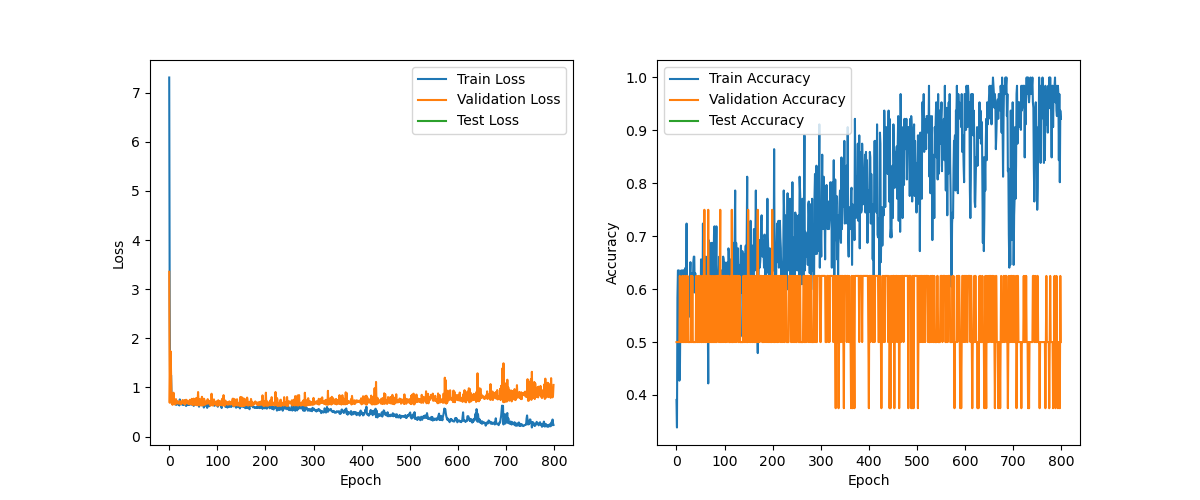 Train Loss
Validation Loss
Test Loss
7
6
5
4
3
2
1
0
Loss
0 100 200 300 400 500 600 700 800
Epoch
Train Accuracy
Validation Accuracy
Test Accuracy
1.0
0.9
0.8
0.7
0.6
0.5
0.4
Accuracy
0 100 200 300 400 500 600 700 800
Epoch